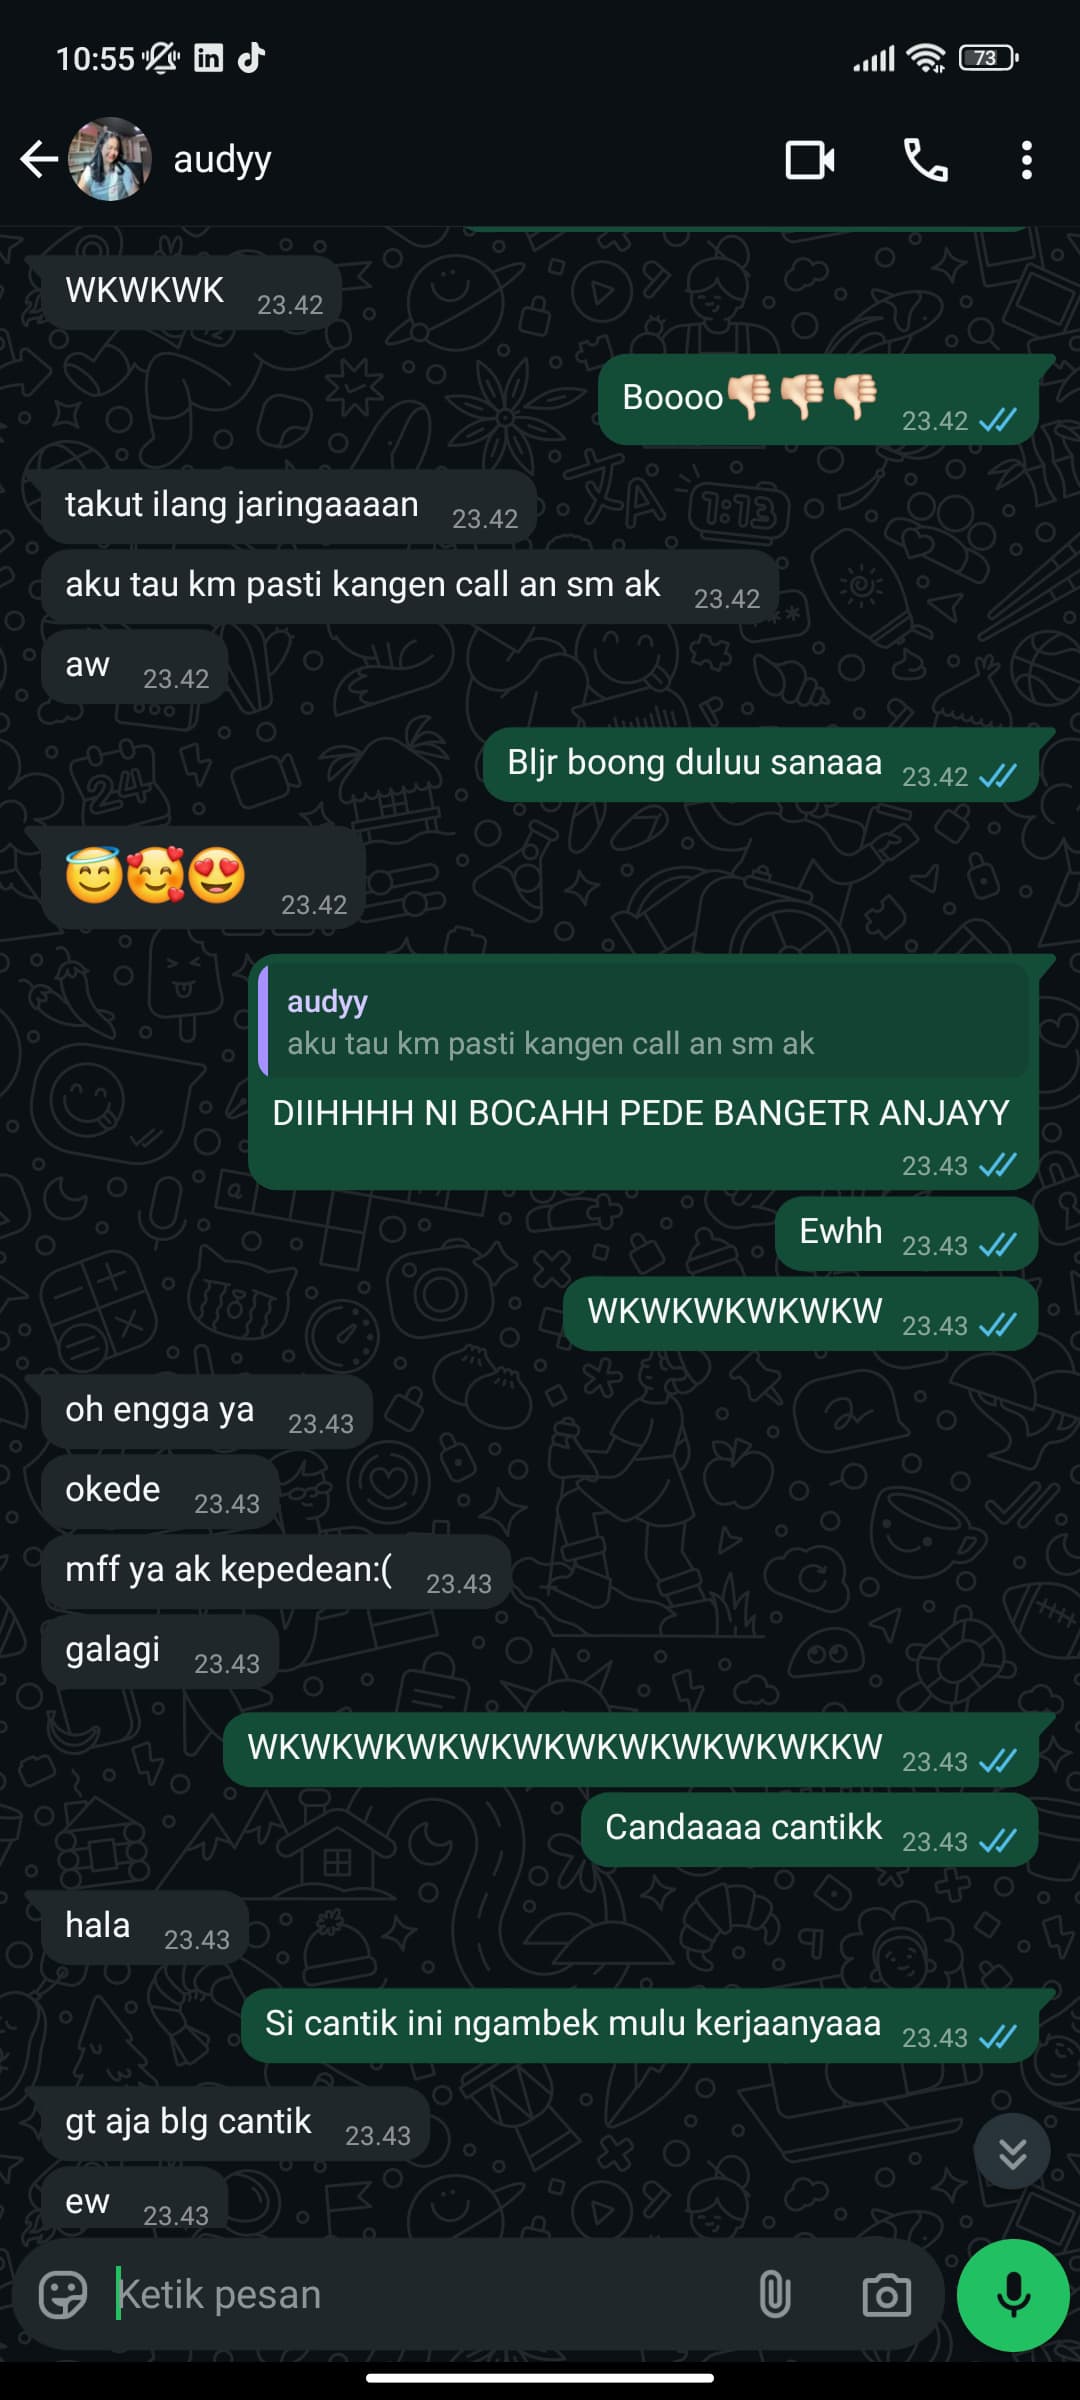 10:55
73
audyy
WKWKWK 23.42
Boooo👎🏻👎🏻👎🏻 23.42
takut ilang jaringaaaan 23.42
aku tau km pasti kangen call an sm ak 23.42
aw 23.42
Bljr boong duluu sanaaa 23.42
😇🥰😍 23.42
audyy
aku tau km pasti kangen call an sm ak
DIIHHHH NI BOCAHH PEDE BANGETR ANJAYY
23.43
Ewhh 23.43
WKWKWKWKWKW 23.43
oh engga ya 23.43
okede 23.43
mff ya ak kepedean:( 23.43
galagi 23.43
WKWKWKWKWKWKWKWKWKWKWKWKKW 23.43
Candaaaa cantikk 23.43
hala 23.43
Si cantik ini ngambek mulu kerjaanyaaa 23.43
gt aja blg cantik 23.43
ew 23.43
Ketik pesan